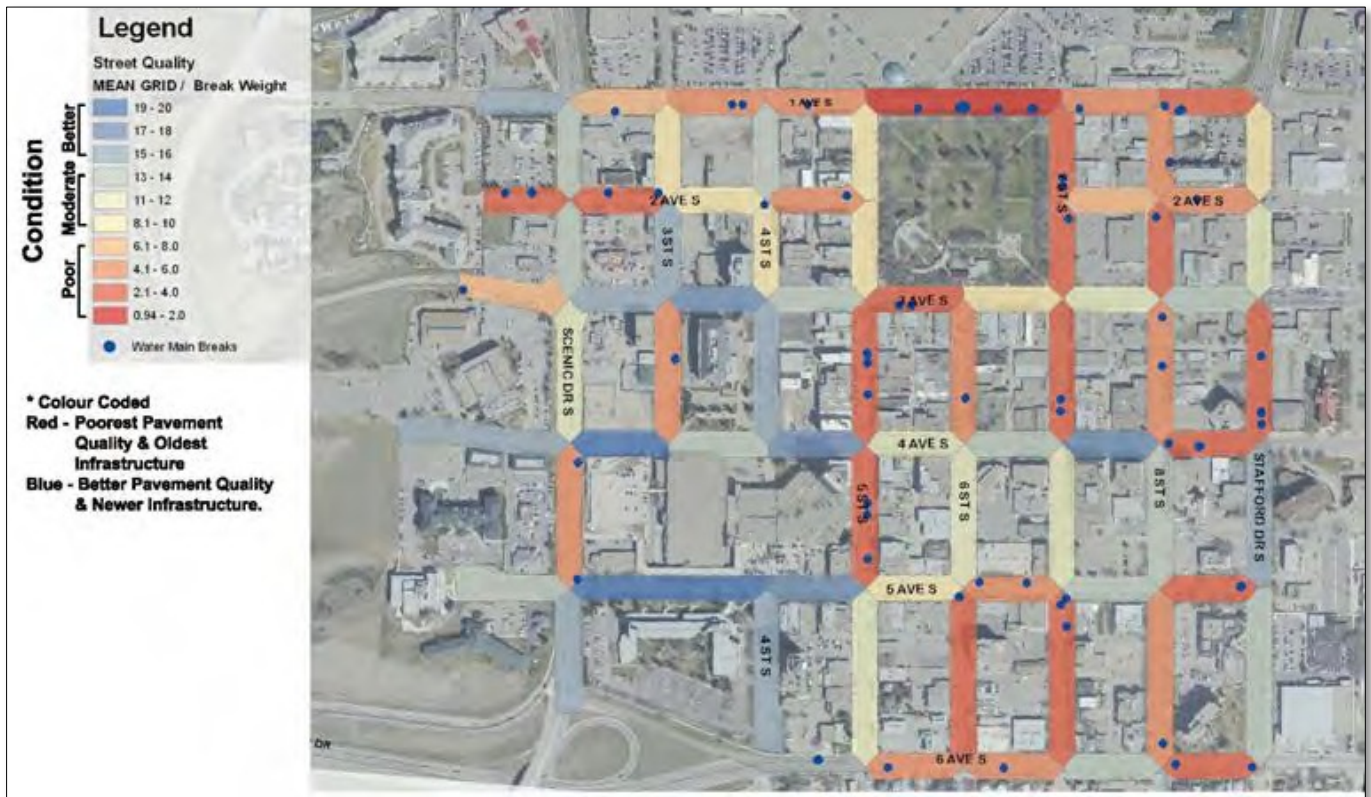 Legend
Street Quality
MEAN GRID / Break Weight
19 - 20
17 - 18
15 - 16
13 - 14
11 - 12
8.1 - 10
6.1 - 8.0
4.1 - 6.0
2.1 - 4.0
0.94 - 2.0
Water Main Breaks
Condition
Better
Moderate
Poor
* Colour Coded
Red - Poorest Pavement
Quality & Oldest
Infrastructure
Blue - Better Pavement Quality
& Newer Infrastructure.
1 AVE S
2 AVE S
2 AVE S
3 ST S
4 ST S
3 AVE S
SCENIC DR S
4 AVE S
5 ST S
6 ST S
8 ST S
STAFFORD DR S
5 AVE S
4 ST S
6 AVE S
DR